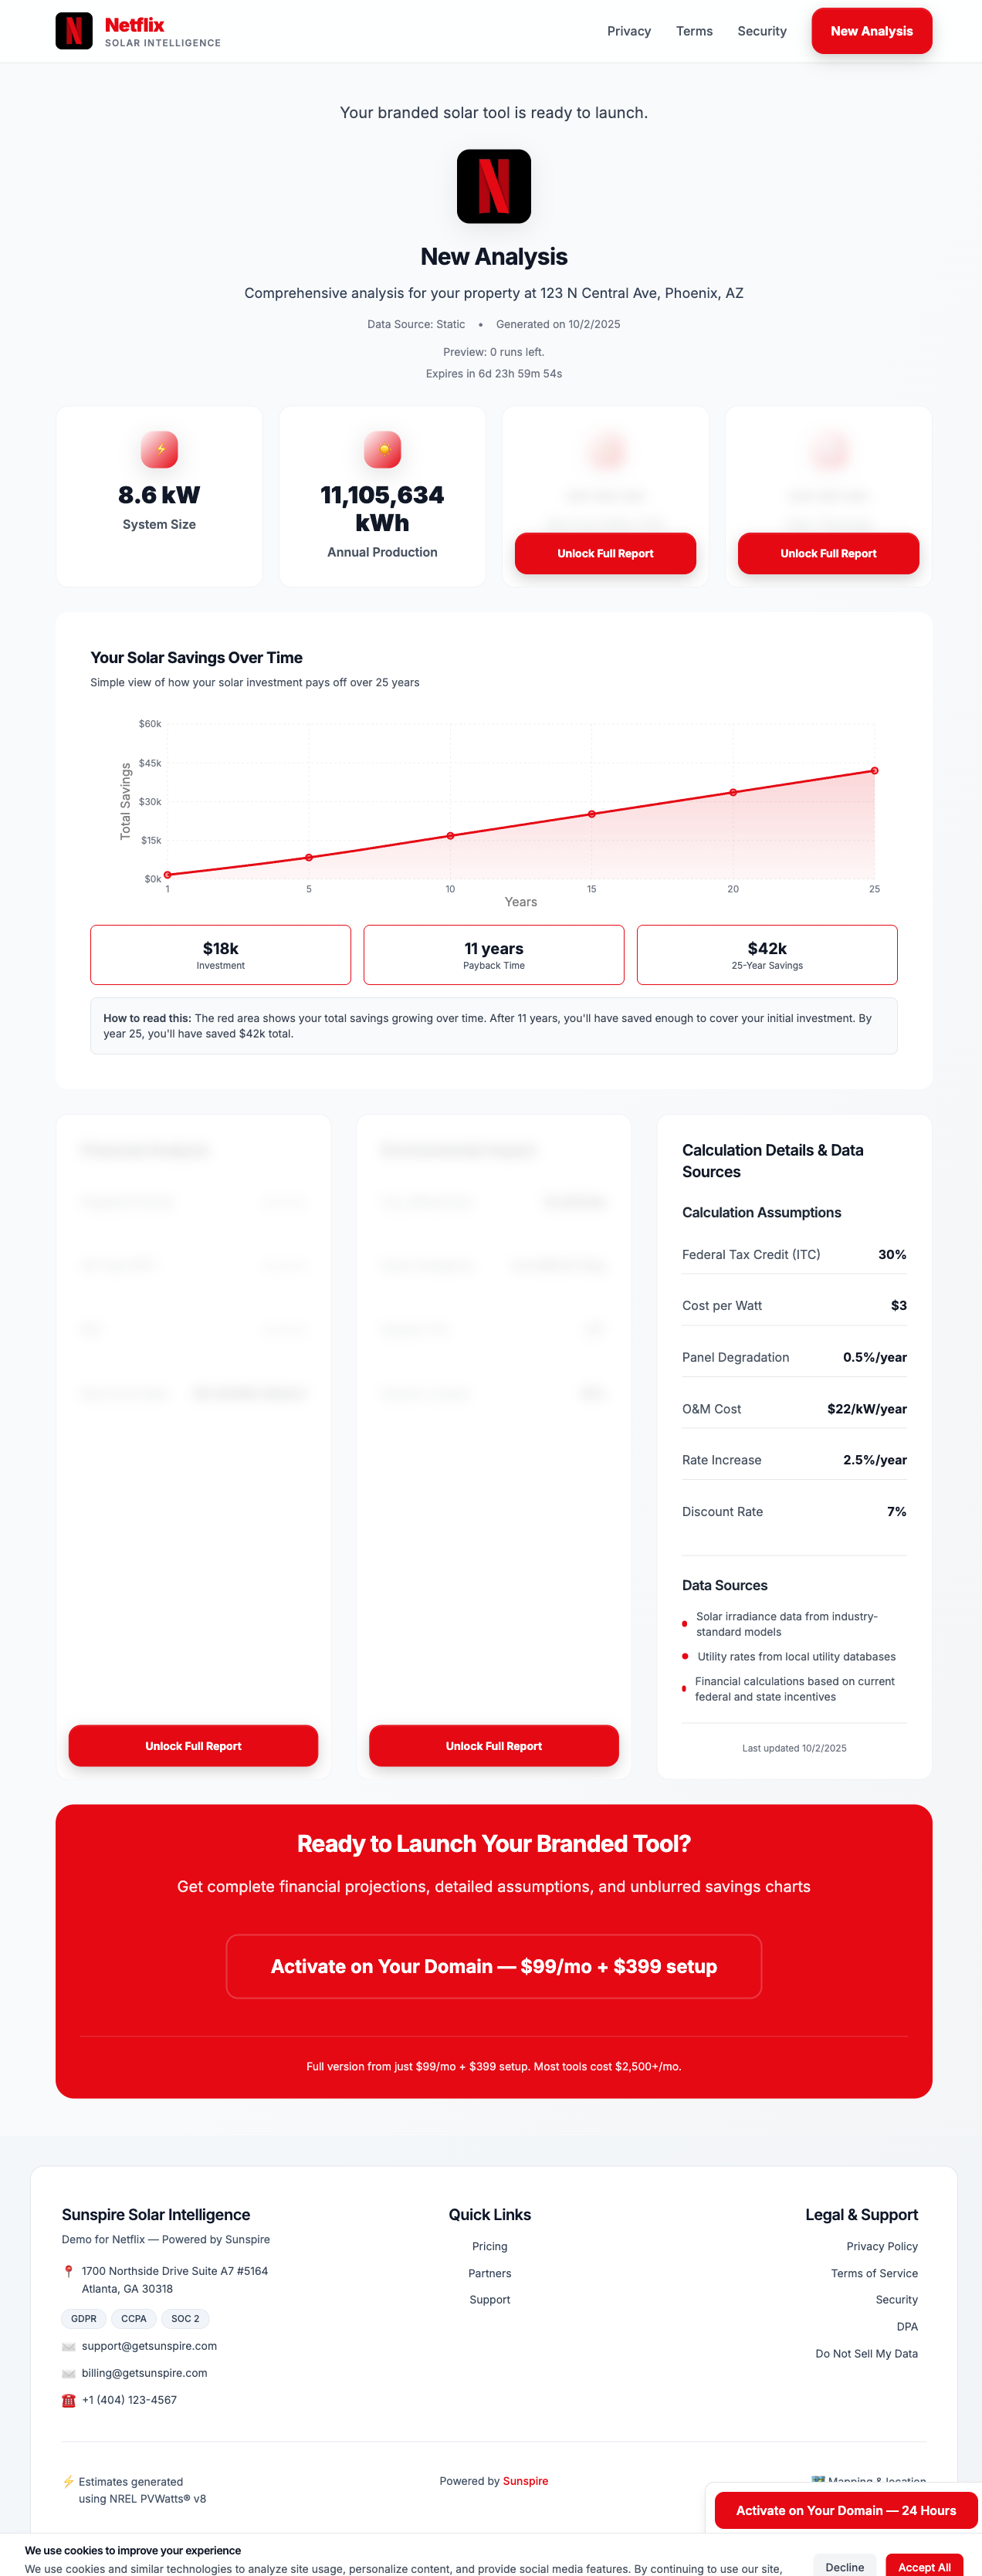 Netflix
SOLAR INTELLIGENCE
Privacy
Terms
Security
New Analysis
Your branded solar tool is ready to launch.
New Analysis
Comprehensive analysis for your property at 123 N Central Ave, Phoenix, AZ
Data Source: Static • Generated on 10/2/2025
Preview: 0 runs left.
Expires in 6d 23h 59m 54s
8.6 kW
System Size
11,105,634
kWh
Annual Production
Unlock Full Report
Unlock Full Report
Your Solar Savings Over Time
Simple view of how your solar investment pays off over 25 years
Total Savings
$60k
$45k
$30k
$15k
$0k
1
5
10
15
20
25
Years
$18k
Investment
11 years
Payback Time
$42k
25-Year Savings
How to read this: The red area shows your total savings growing over time. After 11 years, you'll have saved enough to cover your initial investment. By
year 25, you'll have saved $42k total.
Unlock Full Report
Unlock Full Report
Calculation Details & Data
Sources
Calculation Assumptions
Federal Tax Credit (ITC) 30%
Cost per Watt $3
Panel Degradation 0.5%/year
O&M Cost $22/kW/year
Rate Increase 2.5%/year
Discount Rate 7%
Data Sources
Solar irradiance data from industry-
standard models
Utility rates from local utility databases
Financial calculations based on current
federal and state incentives
Last updated 10/2/2025
Ready to Launch Your Branded Tool?
Get complete financial projections, detailed assumptions, and unblurred savings charts
Activate on Your Domain — $99/mo + $399 setup
Full version from just $99/mo + $399 setup. Most tools cost $2,500+/mo.
Sunspire Solar Intelligence
Demo for Netflix — Powered by Sunspire
1700 Northside Drive Suite A7 #5164
Atlanta, GA 30318
GDPR
CCPA
SOC 2
support@getsunspire.com
billing@getsunspire.com
+1 (404) 123-4567
Quick Links
Pricing
Partners
Support
Legal & Support
Privacy Policy
Terms of Service
Security
DPA
Do Not Sell My Data
Estimates generated
using NREL PVWatts® v8
Powered by Sunspire
Mapping & location
Activate on Your Domain — 24 Hours
We use cookies to improve your experience
We use cookies and similar technologies to analyze site usage, personalize content, and provide social media features. By continuing to use our site,
Decline
Accept All